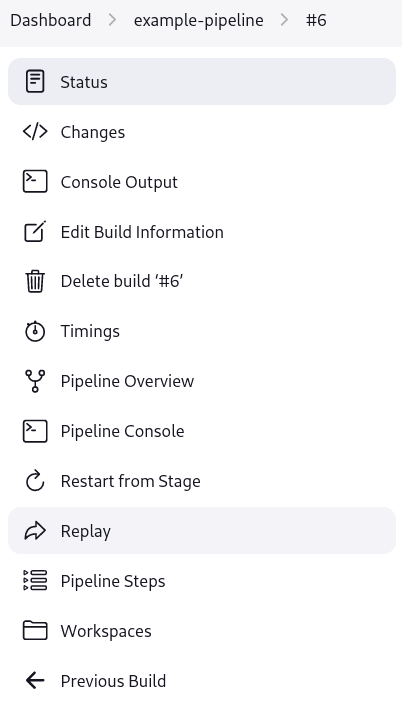 Dashboard > example-pipeline > #6
Status
Changes
Console Output
Edit Build Information
Delete build ‘#6’
Timings
Pipeline Overview
Pipeline Console
Restart from Stage
Replay
Pipeline Steps
Workspaces
Previous Build